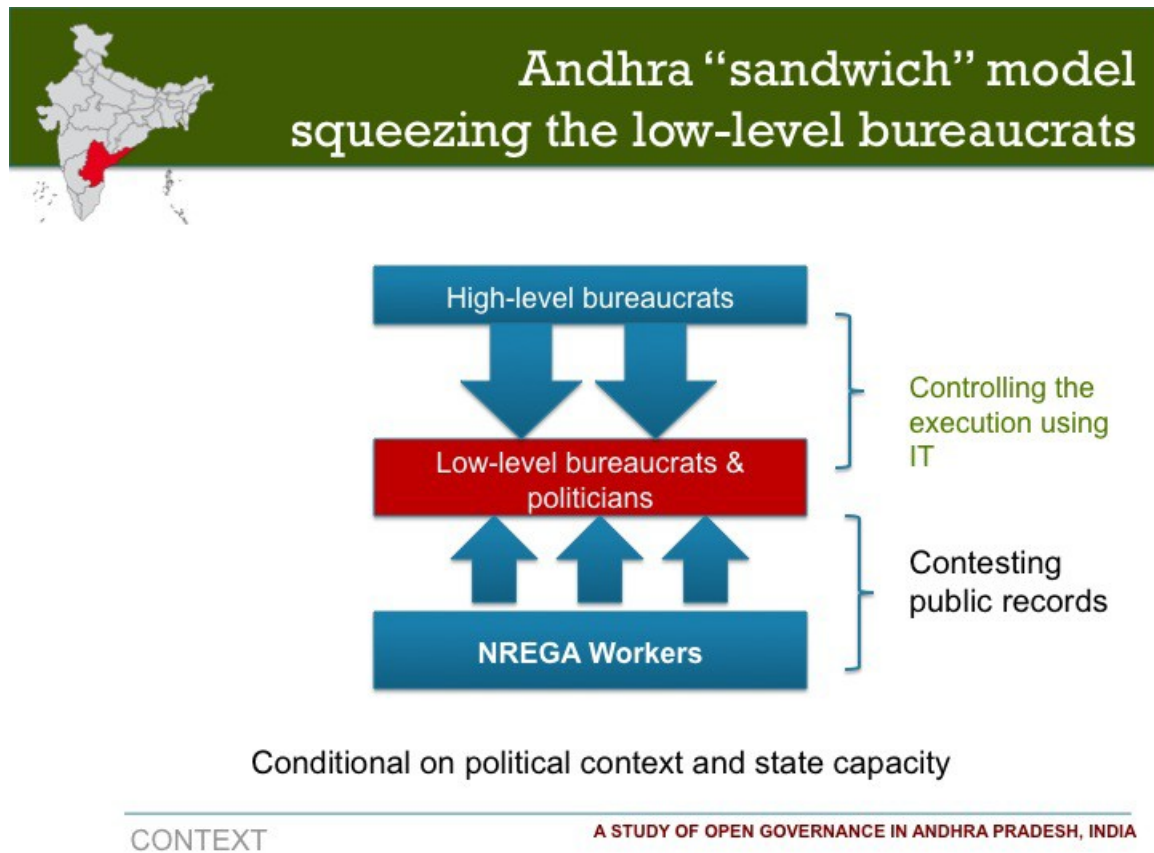 Andhra “sandwich” model
squeezing the low-level bureaucrats
High-level bureaucrats
Controlling the
execution using
IT
Low-level bureaucrats &
politicians
Contesting
public records
NREGA Workers
Conditional on political context and state capacity
CONTEXT
A STUDY OF OPEN GOVERNANCE IN ANDHRA PRADESH, INDIA